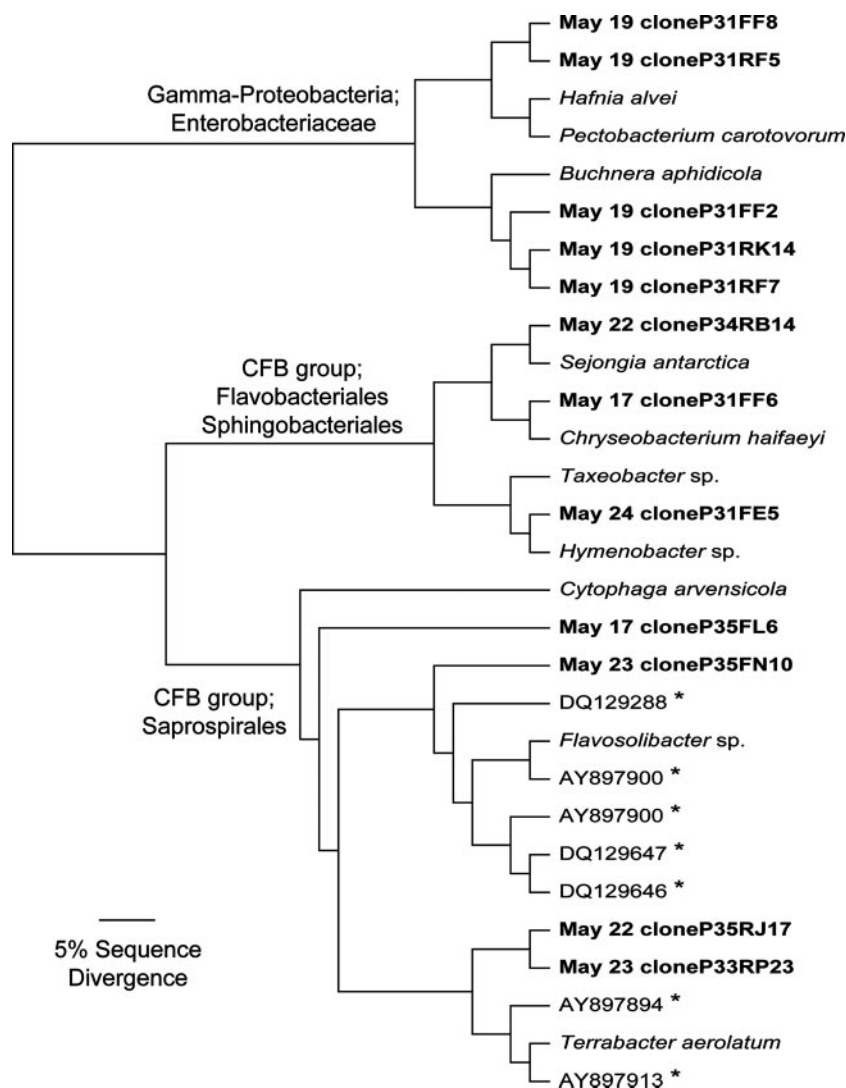 May 19 cloneP31FF8
May 19 cloneP31RF5
Gamma-Proteobacteria;
Enterobacteriaceae
Hafnia alvei
Pectobacterium carotovorum
Buchnera aphidicola
May 19 cloneP31FF2
May 19 cloneP31RK14
May 19 cloneP31RF7
May 22 cloneP34RB14
CFB group;
Flavobacteriales
Sphingobacteriales
Sejongia antarctica
May 17 cloneP31FF6
Chryseobacterium haifaeyi
Taxeobacter sp.
May 24 cloneP31FE5
Hymenobacter sp.
Cytophaga arvensicola
May 17 cloneP35FL6
May 23 cloneP35FN10
CFB group;
Saprospirales
DQ129288 *
Flavosolibacter sp.
AY897900 *
AY897900 *
DQ129647 *
DQ129646 *
May 22 cloneP35RJ17
May 23 cloneP33RP23
AY897894 *
Terrabacter aerolatum
AY897913 *
5% Sequence
Divergence